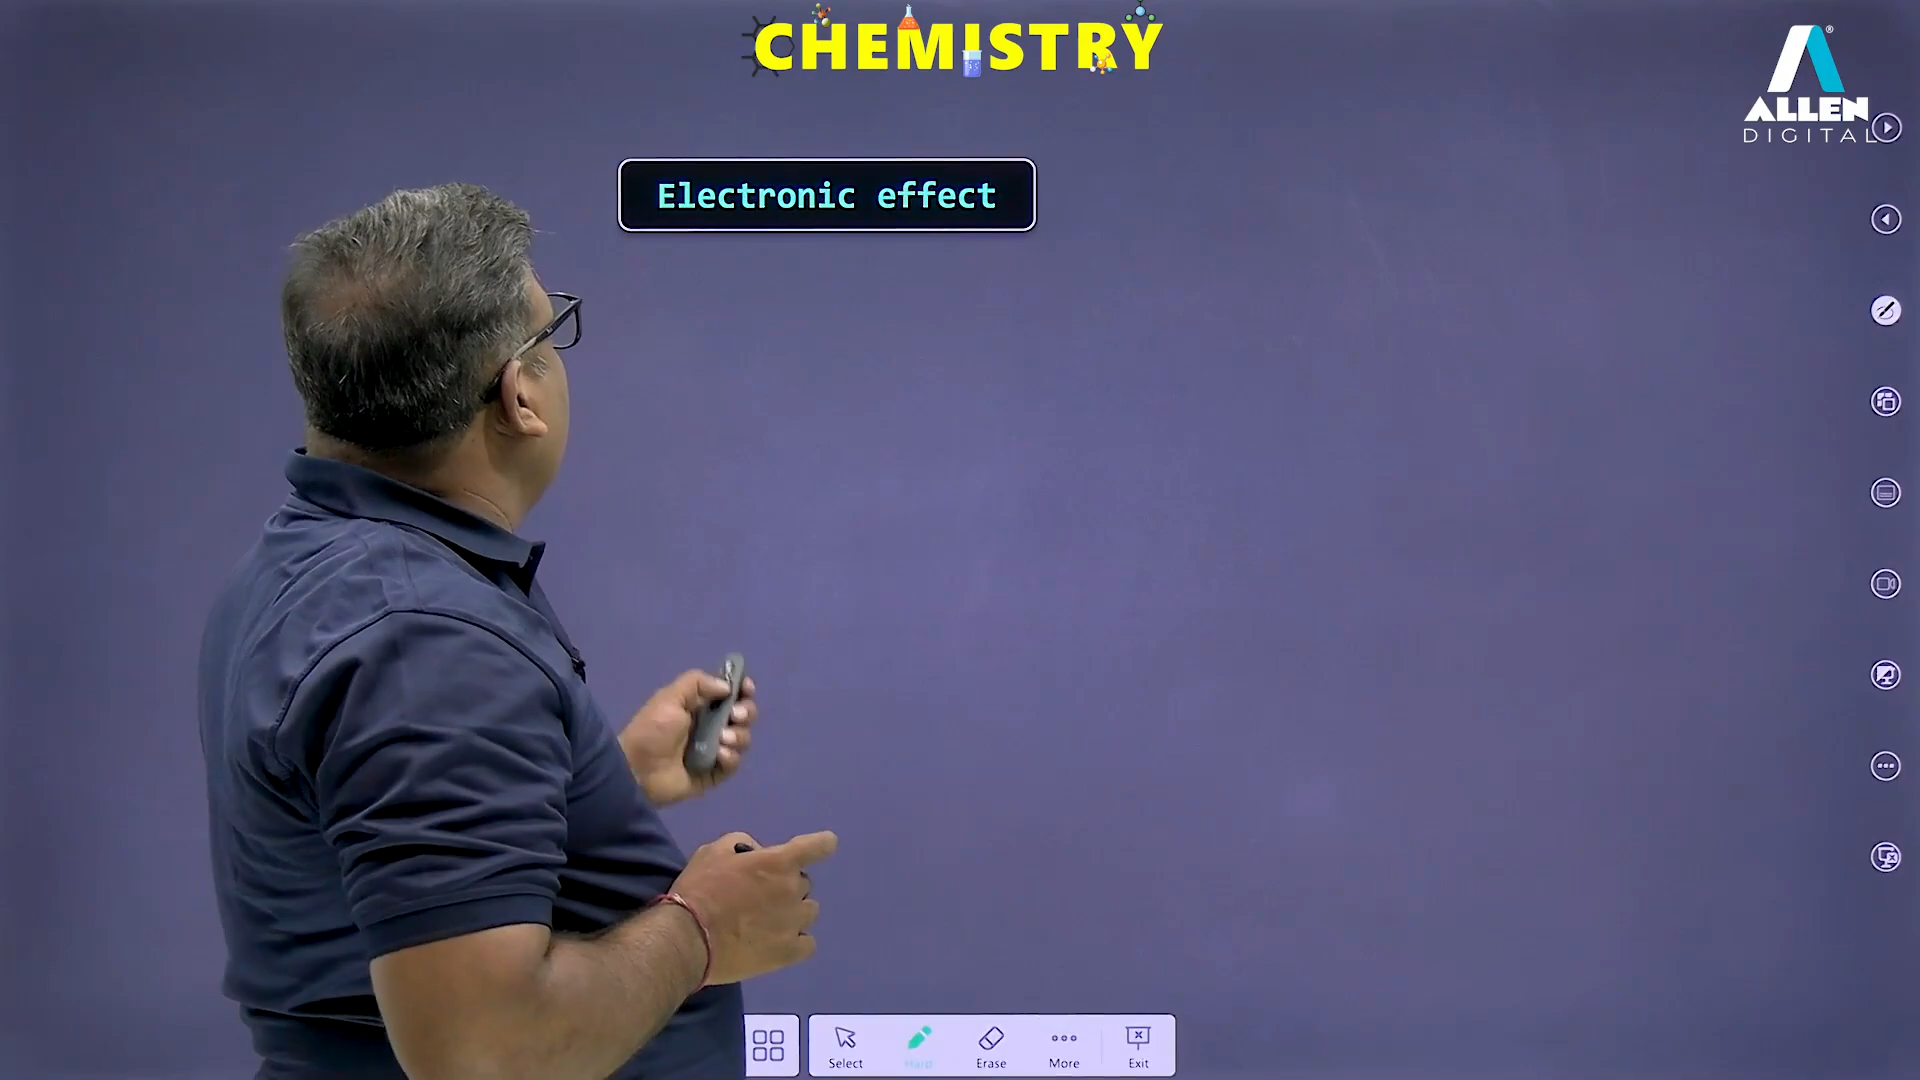 CHEMISTRY
ALLEN
DIGITAL
Electronic effect
Select
Erase
More
Exit